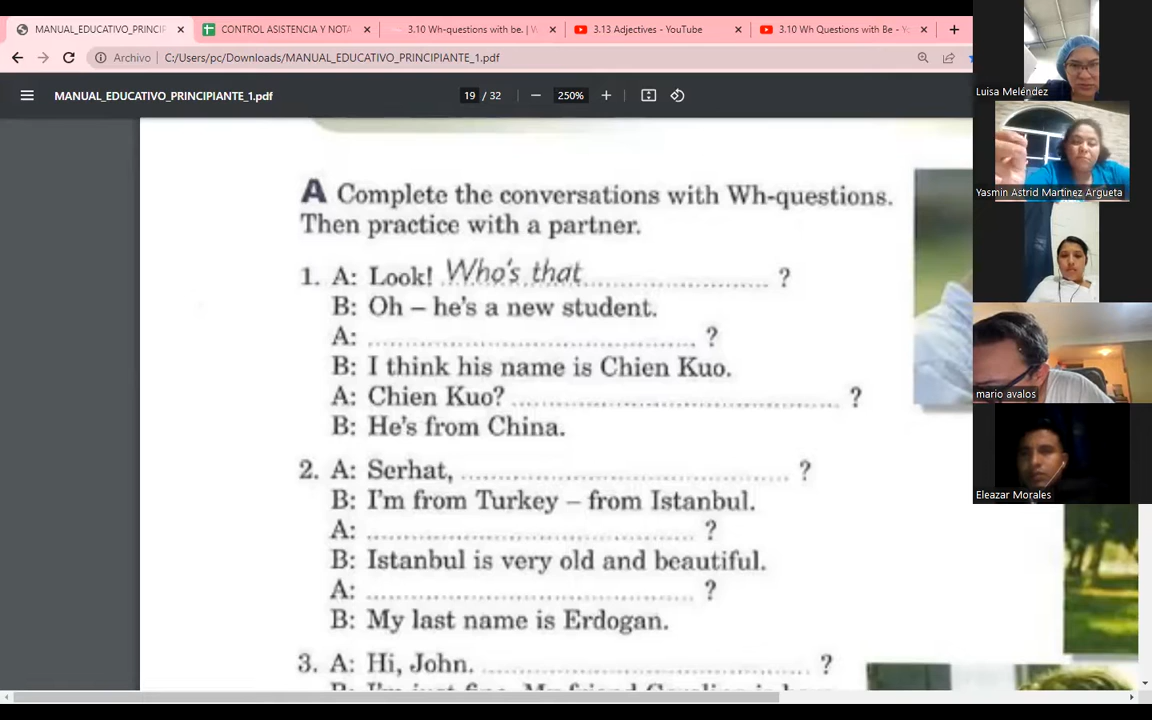 MANUAL_EDUCATIVO_PRINCIP
CONTROL ASISTENCIA Y NOTA
3.10 Wh-questions with be. |
3.13 Adjectives - YouTube
3.10 Wh Questions with Be - Y
Archivo C:/Users/pc/Downloads/MANUAL_EDUCATIVO_PRINCIPIANTE_1.pdf
MANUAL_EDUCATIVO_PRINCIPIANTE_1.pdf
19 / 32
250%
A Complete the conversations with Wh-questions.
Then practice with a partner.
1. A: Look! Who's that ?
B: Oh – he's a new student.
A: ?
B: I think his name is Chien Kuo.
A: Chien Kuo? ?
B: He's from China.
2. A: Serhat, ?
B: I'm from Turkey – from Istanbul.
A: ?
B: Istanbul is very old and beautiful.
A: ?
B: My last name is Erdogan.
3. A: Hi, John. ?
Luisa Meléndez
Yasmin Astrid Martinez Argueta
mario avalos
Eleazar Morales